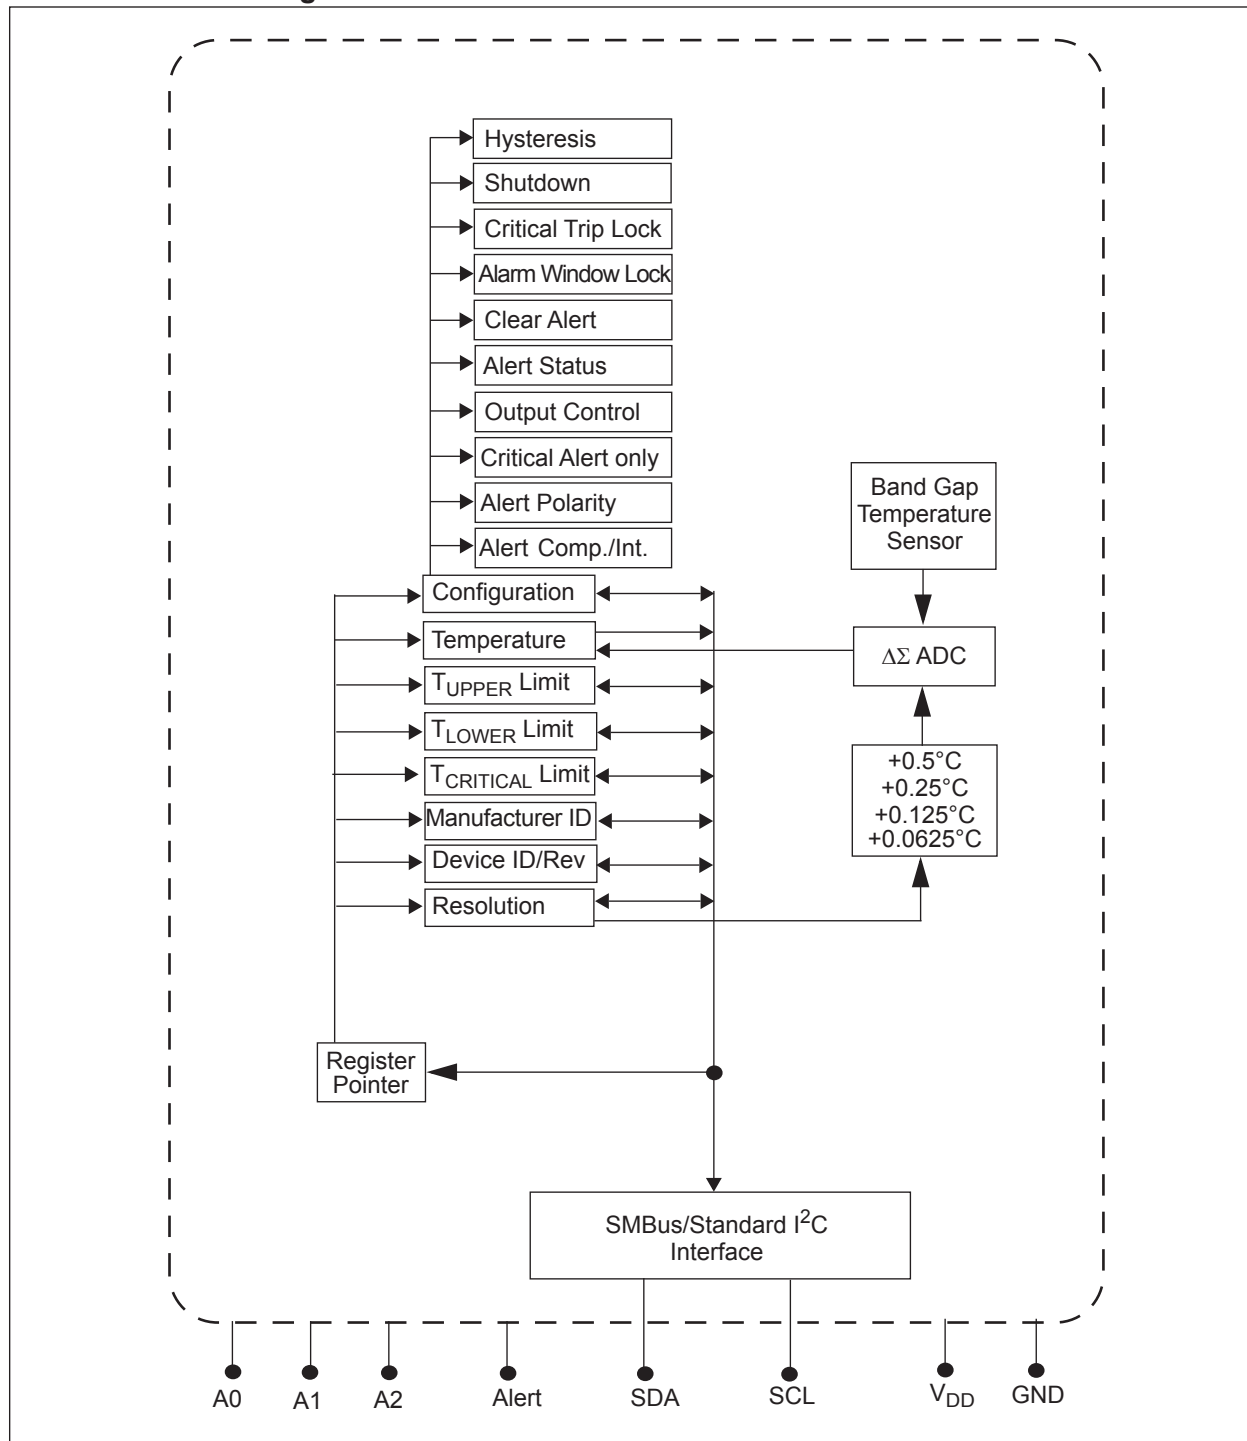 Hysteresis
Shutdown
Critical Trip Lock
Alarm Window Lock
Clear Alert
Alert Status
Output Control
Critical Alert only
Alert Polarity
Alert Comp./Int.
Configuration
Temperature
TUPPER Limit
TLOWER Limit
TCRITICAL Limit
Manufacturer ID
Device ID/Rev
Resolution
Register
Pointer
Band Gap
Temperature
Sensor
ΔΣ ADC
+0.5°C
+0.25°C
+0.125°C
+0.0625°C
SMBus/Standard I²C
Interface
A0
A1
A2
Alert
SDA
SCL
VDD
GND